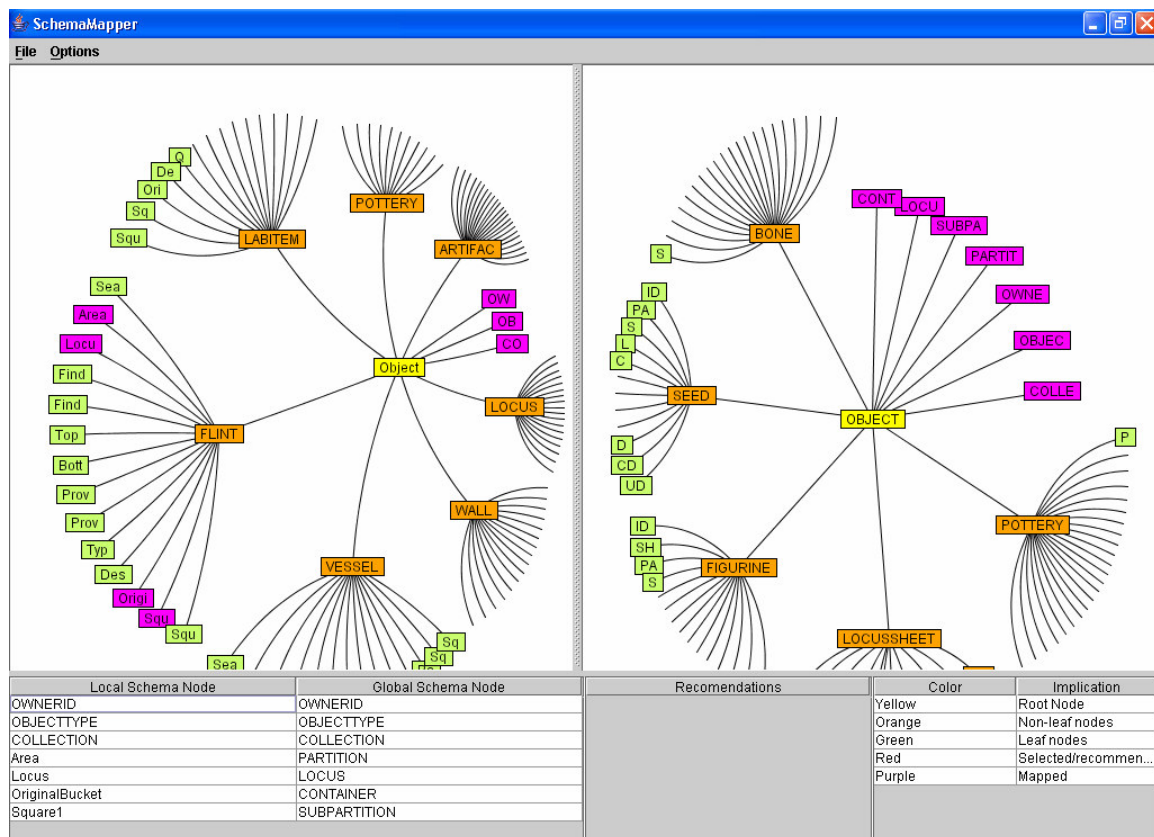 SchemaMapper
File Options
Q
De
Ori
Sq
Squ
LABITEM
POTTERY
ARTIFAC
Sea
Area
Locu
Find
Find
Top
Bott
Prov
Prov
Typ
Des
Origi
Squ
Squ
FLINT
OW
OB
CO
Object
LOCUS
WALL
VESSEL
Sea
Sq
Sq
CONT
LOCU
SUBPA
PARTIT
OWNE
OBJEC
COLLE
BONE
S
ID
PA
S
L
C
SEED
D
CD
UD
OBJECT
P
POTTERY
ID
SH
PA
S
FIGURINE
LOCUSSHEET
Local Schema Node Global Schema Node
OWNERID OWNERID
OBJECTTYPE OBJECTTYPE
COLLECTION COLLECTION
Area PARTITION
Locus LOCUS
OriginalBucket CONTAINER
Square1 SUBPARTITION
Recomendations
Color Implication
Yellow Root Node
Orange Non-leaf nodes
Green Leaf nodes
Red Selected/recommen...
Purple Mapped